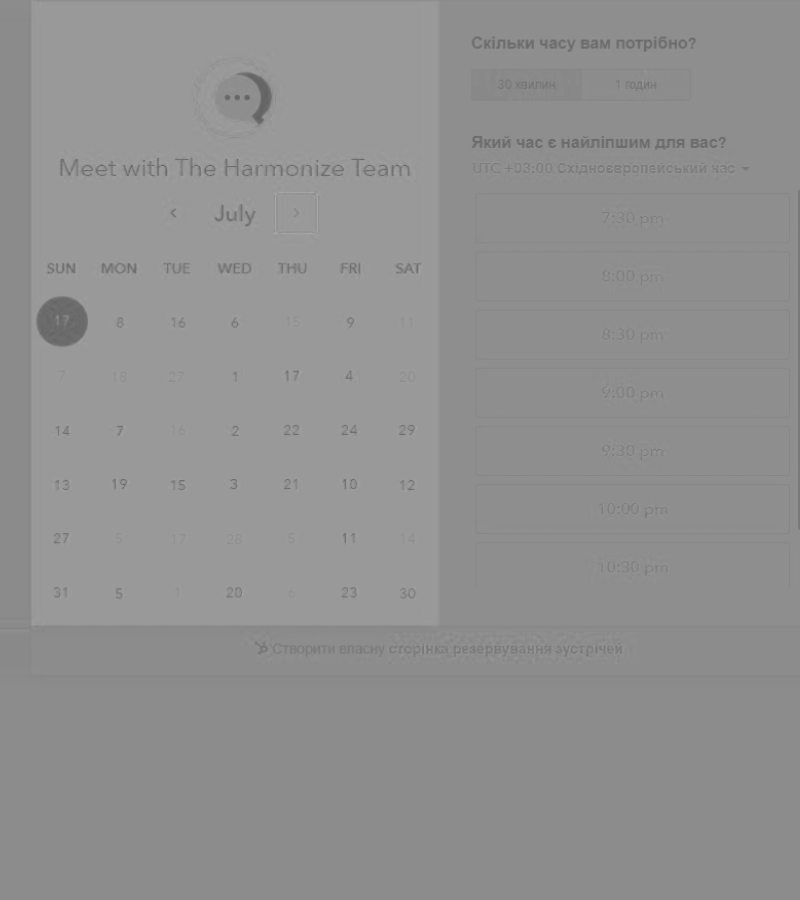 Meet with The Harmonize Team
July
SUN MON TUE WED THU FRI SAT
17 8 16 6 15 9 11
7 18 27 1 17 4 20
14 7 16 2 22 24 29
13 19 15 3 21 10 12
27 5 17 28 5 11 14
31 5 1 20 6 23 30
Скільки часу вам потрібно?
30 хвилин 1 годин
Який час є найліпшим для вас?
UTC +03:00 Східноєвропейський час
7:30 pm
8:00 pm
8:30 pm
9:00 pm
9:30 pm
10:00 pm
10:30 pm
Створити власну сторінка резервування зустрічей